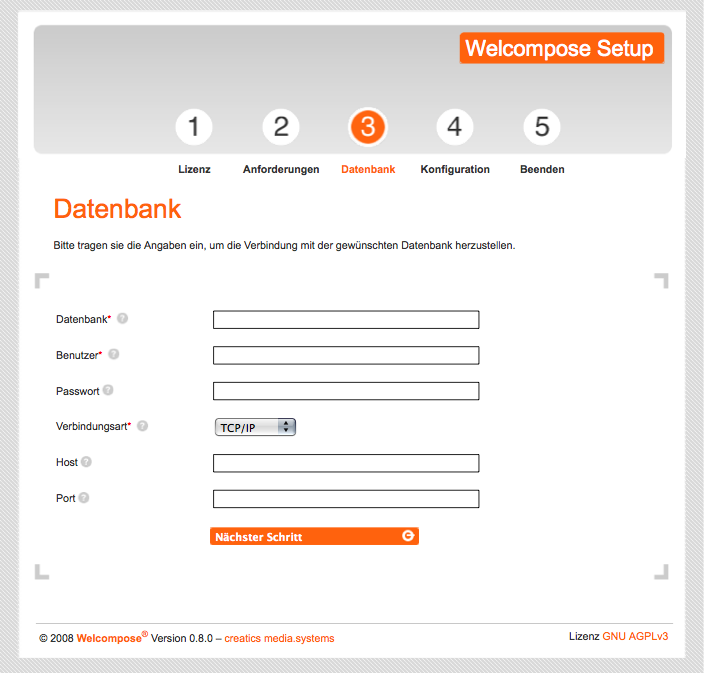 Welcompose Setup
1 2 3 4 5
Lizenz Anforderungen Datenbank Konfiguration Beenden
Datenbank
Bitte tragen sie die Angaben ein, um die Verbindung mit der gewünschten Datenbank herzustellen.
Datenbank* ?
Benutzer* ?
Passwort ?
Verbindungsart* ? TCP/IP
Host ?
Port ?
Nächster Schritt
© 2008 Welcompose® Version 0.8.0 – creatics media.systems Lizenz GNU AGPLv3